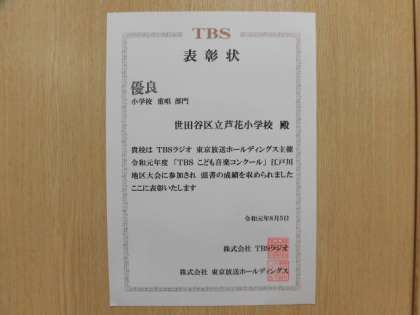 TBS
表彰状
優良
小学校 重唱 部門
世田谷区立芦花小学校 殿
貴校は TBSラジオ 東京放送ホールディングス主催
令和元年度「TBS こども音楽コンクール」江戸川
地区大会に参加され 頭書の成績を収められました
ここに表彰いたします
令和元年8月5日
株式会社 TBSラジオ
株式会社 東京放送ホールディングス